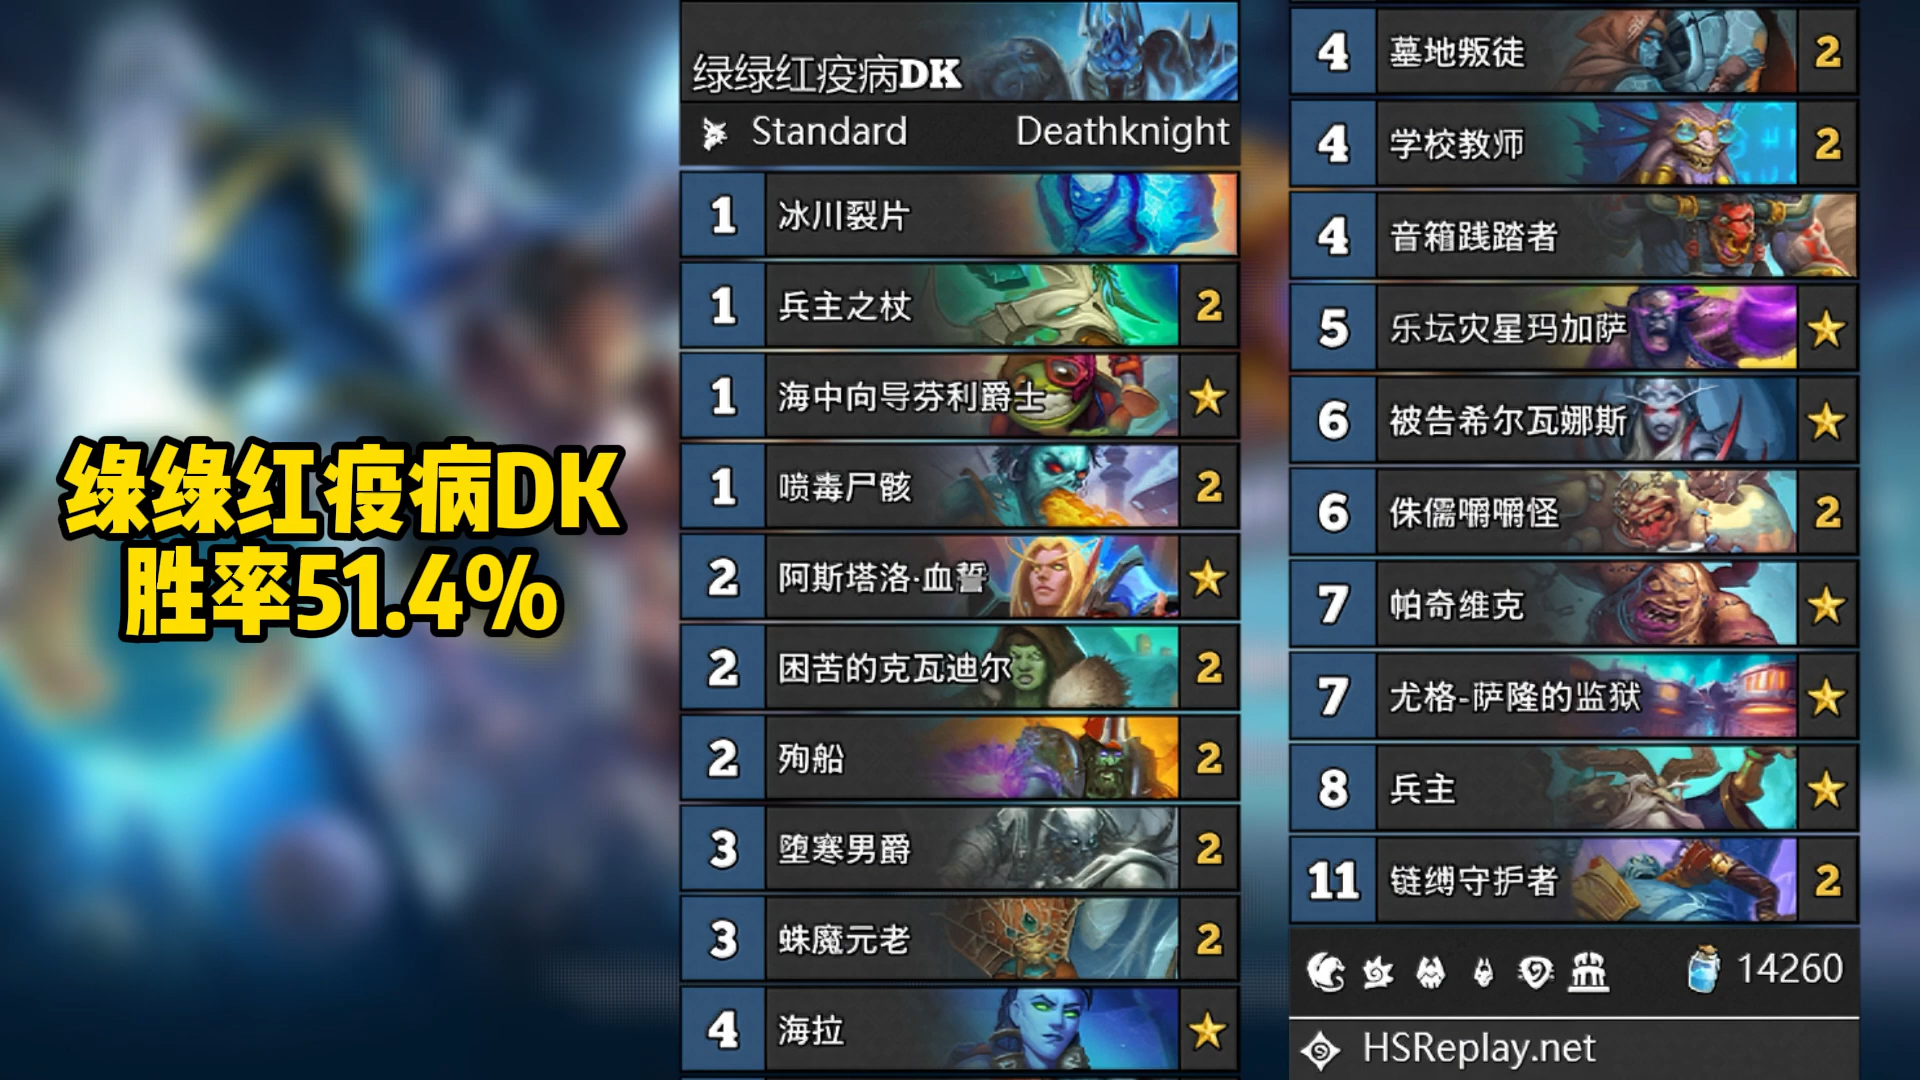 绿绿红疫病DK
胜率51.4%
绿绿红疫病DK
Standard Deathknight
1 冰川裂片
1 兵主之杖 2
1 海中向导芬利爵士
1 喷毒尸骸 2
2 阿斯塔洛·血誓
2 困苦的克瓦迪尔 2
2 殉船 2
3 堕寒男爵 2
3 蛛魔元老 2
4 海拉
4 墓地叛徒 2
4 学校教师 2
4 音箱践踏者
5 乐坛灾星玛加萨
6 被告希尔瓦娜斯
6 侏儒嚼嚼怪 2
7 帕奇维克
7 尤格-萨隆的监狱
8 兵主
11 链缚守护者 2
14260
HSReplay.net